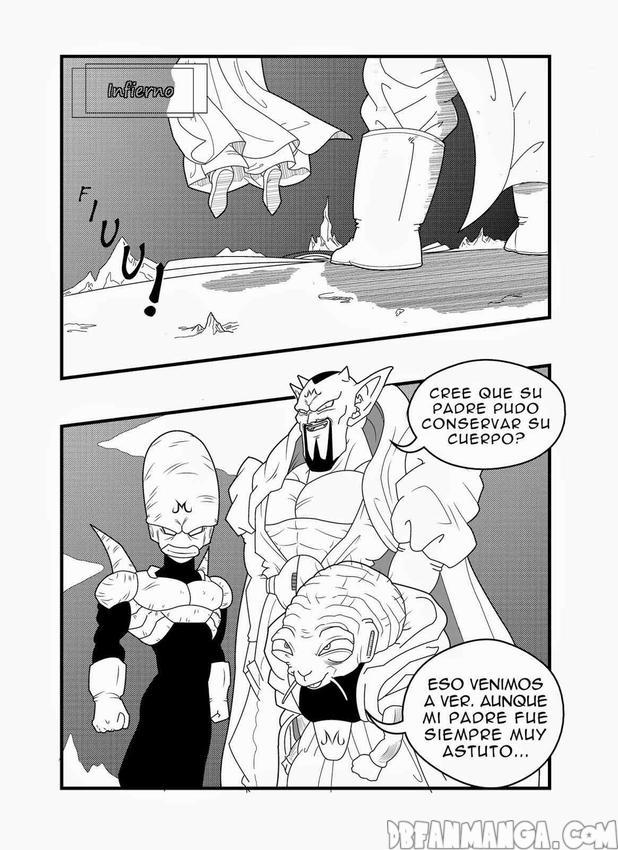 Infierno
FIUU!
CREE QUE SU
PADRE PUDO
CONSERVAR SU
CUERPO?
M
M
ESO VENIMOS
A VER. AUNQUE
MI PADRE FUE
SIEMPRE MUY
ASTUTO...
M
DBFANMANGA.COM